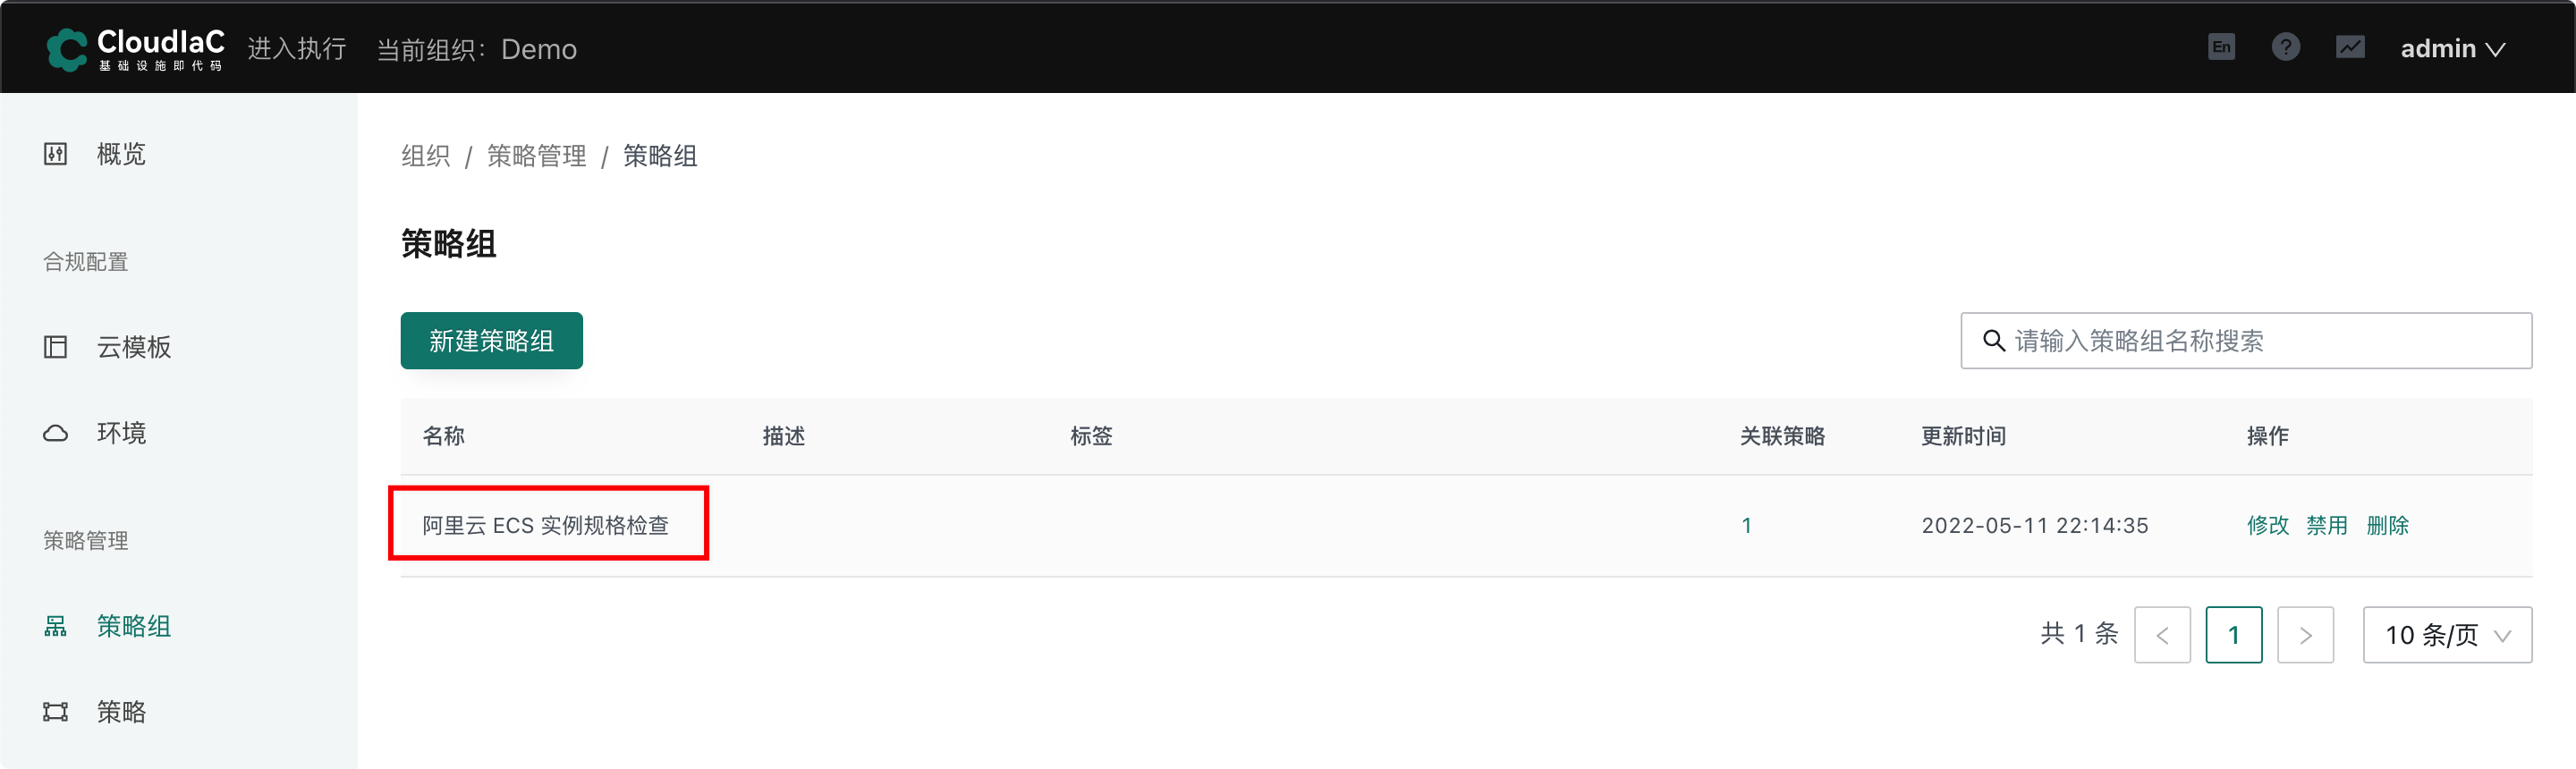 CloudIaC
基础设施即代码
进入执行
当前组织: Demo
En
?
admin
概览
合规配置
云模板
环境
策略管理
策略组
策略
组织 / 策略管理 / 策略组
策略组
新建策略组
请输入策略组名称搜索
名称 描述 标签 关联策略 更新时间 操作
阿里云 ECS 实例规格检查 1 2022-05-11 22:14:35 修改 禁用 删除
共 1 条 < 1 > 10 条/页